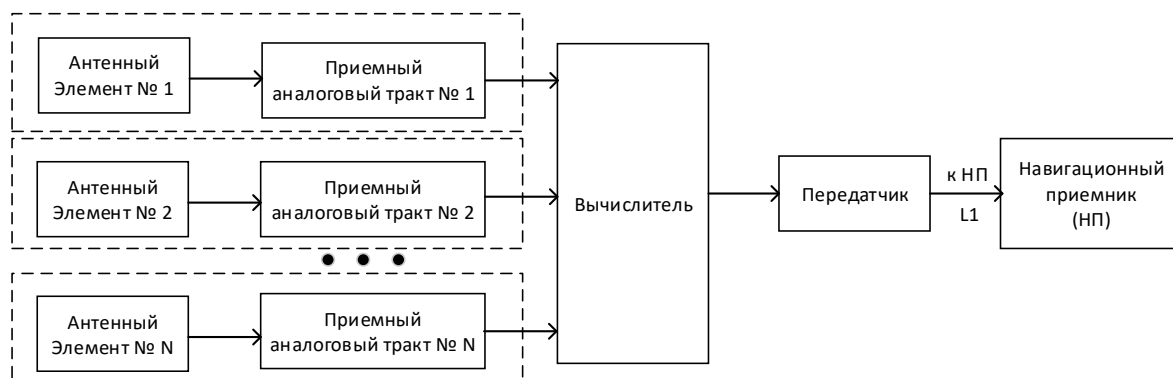 Антенный
Элемент № 1
Приемный
аналоговый тракт № 1
Антенный
Элемент № 2
Приемный
аналоговый тракт № 2
Антенный
Элемент № N
Приемный
аналоговый тракт № N
Вычислитель
Передатчик
к НП
L1
Навигационный
приемник
(НП)